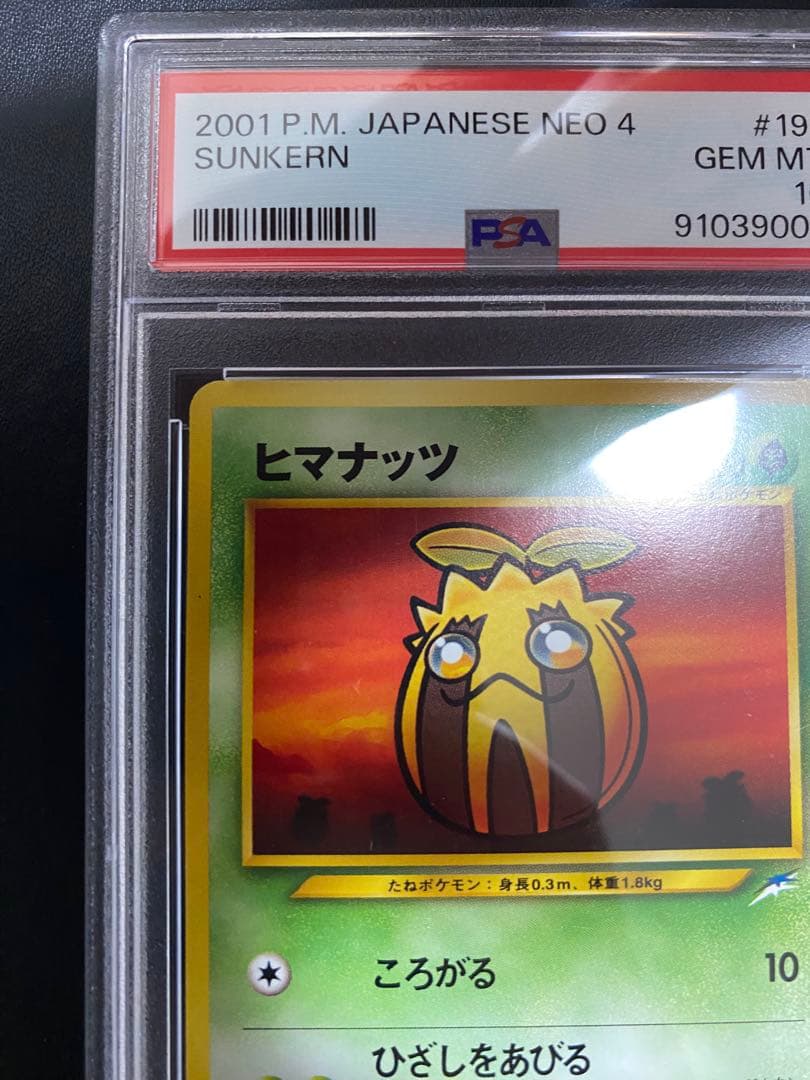 2001 P.M. JAPANESE NEO 4 #19
SUNKERN GEM MT
PSA 9103900
ヒマナッツ
たねポケモン：身長0.3m、体重1.8kg
ころがる 10
ひざしをあびる